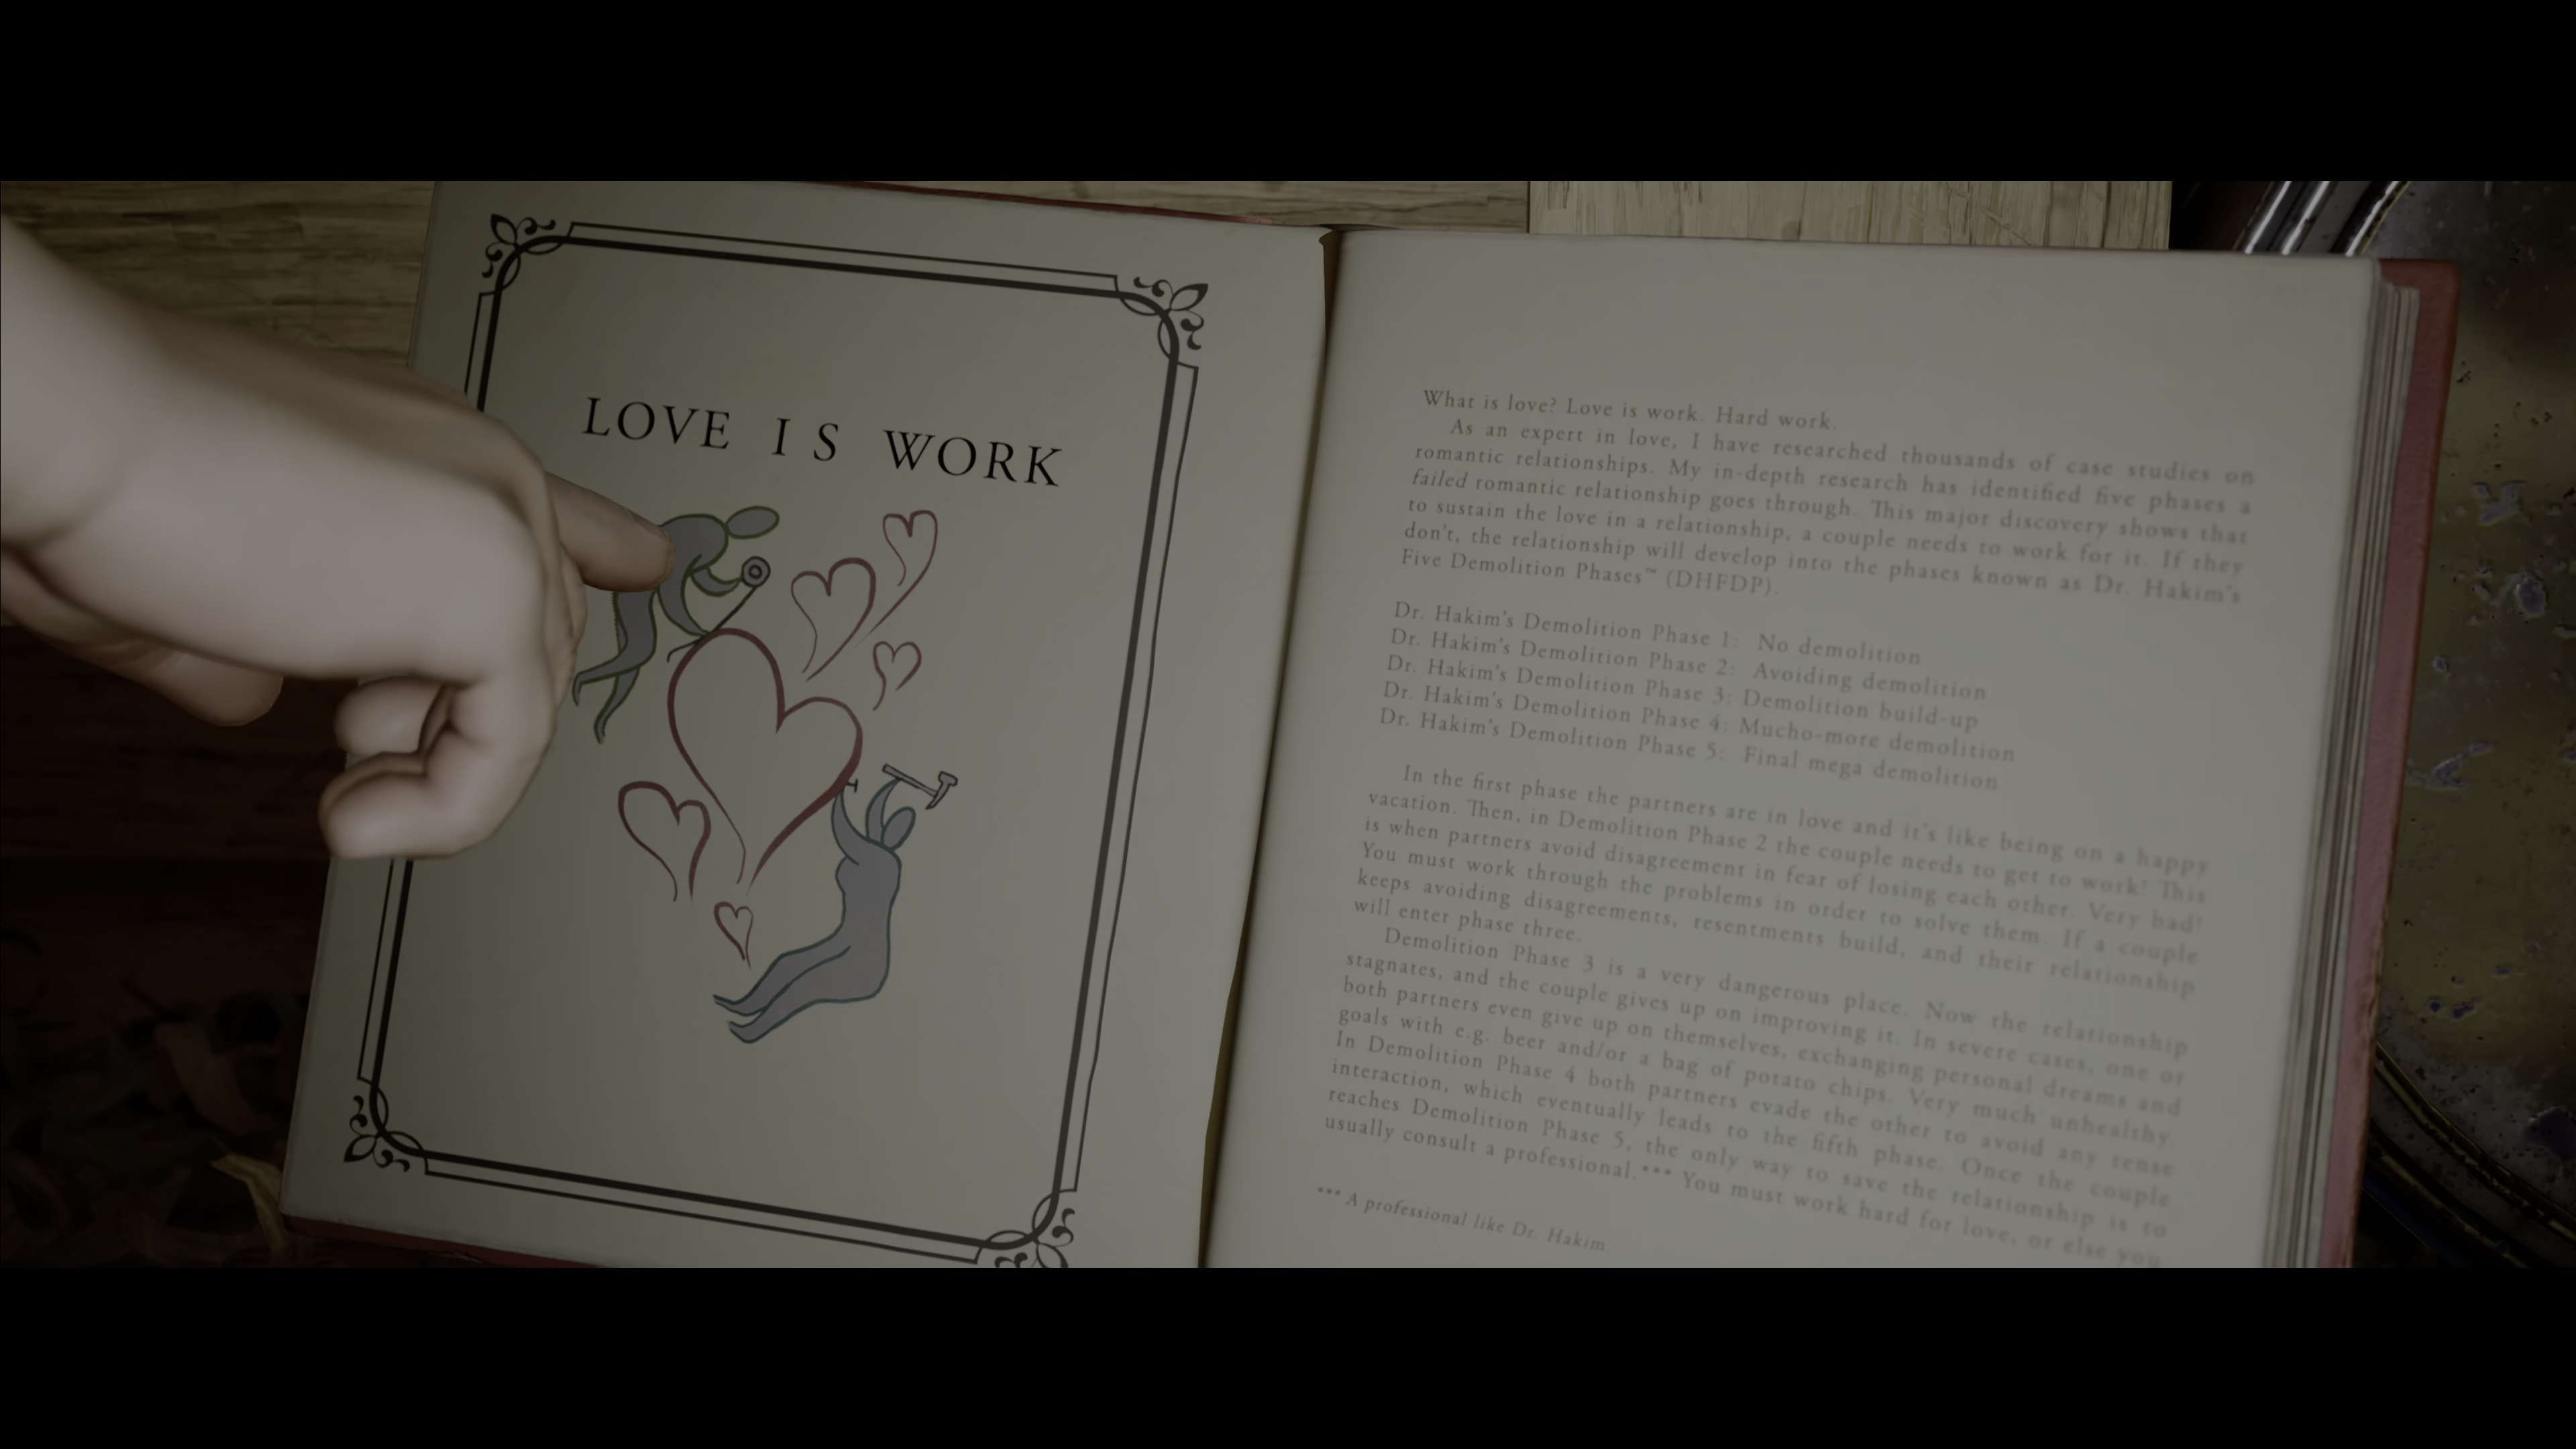 LOVE IS WORK
What is love? Love is work. Hard work.
As an expert in love, I have researched thousands of case studies on
romantic relationships. My in-depth research has identified five phases a
failed romantic relationship goes through. This major discovery shows that
to sustain the love in a relationship, a couple needs to work for it. If they
don't, the relationship will develop into the phases known as Dr. Hakim's
Five Demolition Phases™ (DHFDP).
Dr. Hakim's Demolition Phase 1: No demolition
Dr. Hakim's Demolition Phase 2: Avoiding demolition
Dr. Hakim's Demolition Phase 3: Demolition build-up
Dr. Hakim's Demolition Phase 4: Mucho-more demolition
Dr. Hakim's Demolition Phase 5: Final mega demolition
In the first phase the partners are in love and it's like being on a happy
vacation. Then, in Demolition Phase 2 the couple needs to get to work! This
is when partners avoid disagreement in fear of losing each other. Very bad!
You must work through the problems in order to solve them. If a couple
keeps avoiding disagreements, resentments build, and their relationship
will enter phase three.
Demolition Phase 3 is a very dangerous place. Now the relationship
stagnates, and the couple gives up on improving it. In severe cases, one or
both partners even give up on themselves, exchanging personal dreams and
goals with e.g. beer and/or a bag of potato chips. Very much unhealthy.
In Demolition Phase 4 both partners evade the other to avoid any tense
interaction, which eventually leads to the fifth phase. Once the couple
reaches Demolition Phase 5, the only way to save the relationship is to
usually consult a professional.*** You must work hard for love, or else you
*** A professional like Dr. Hakim.